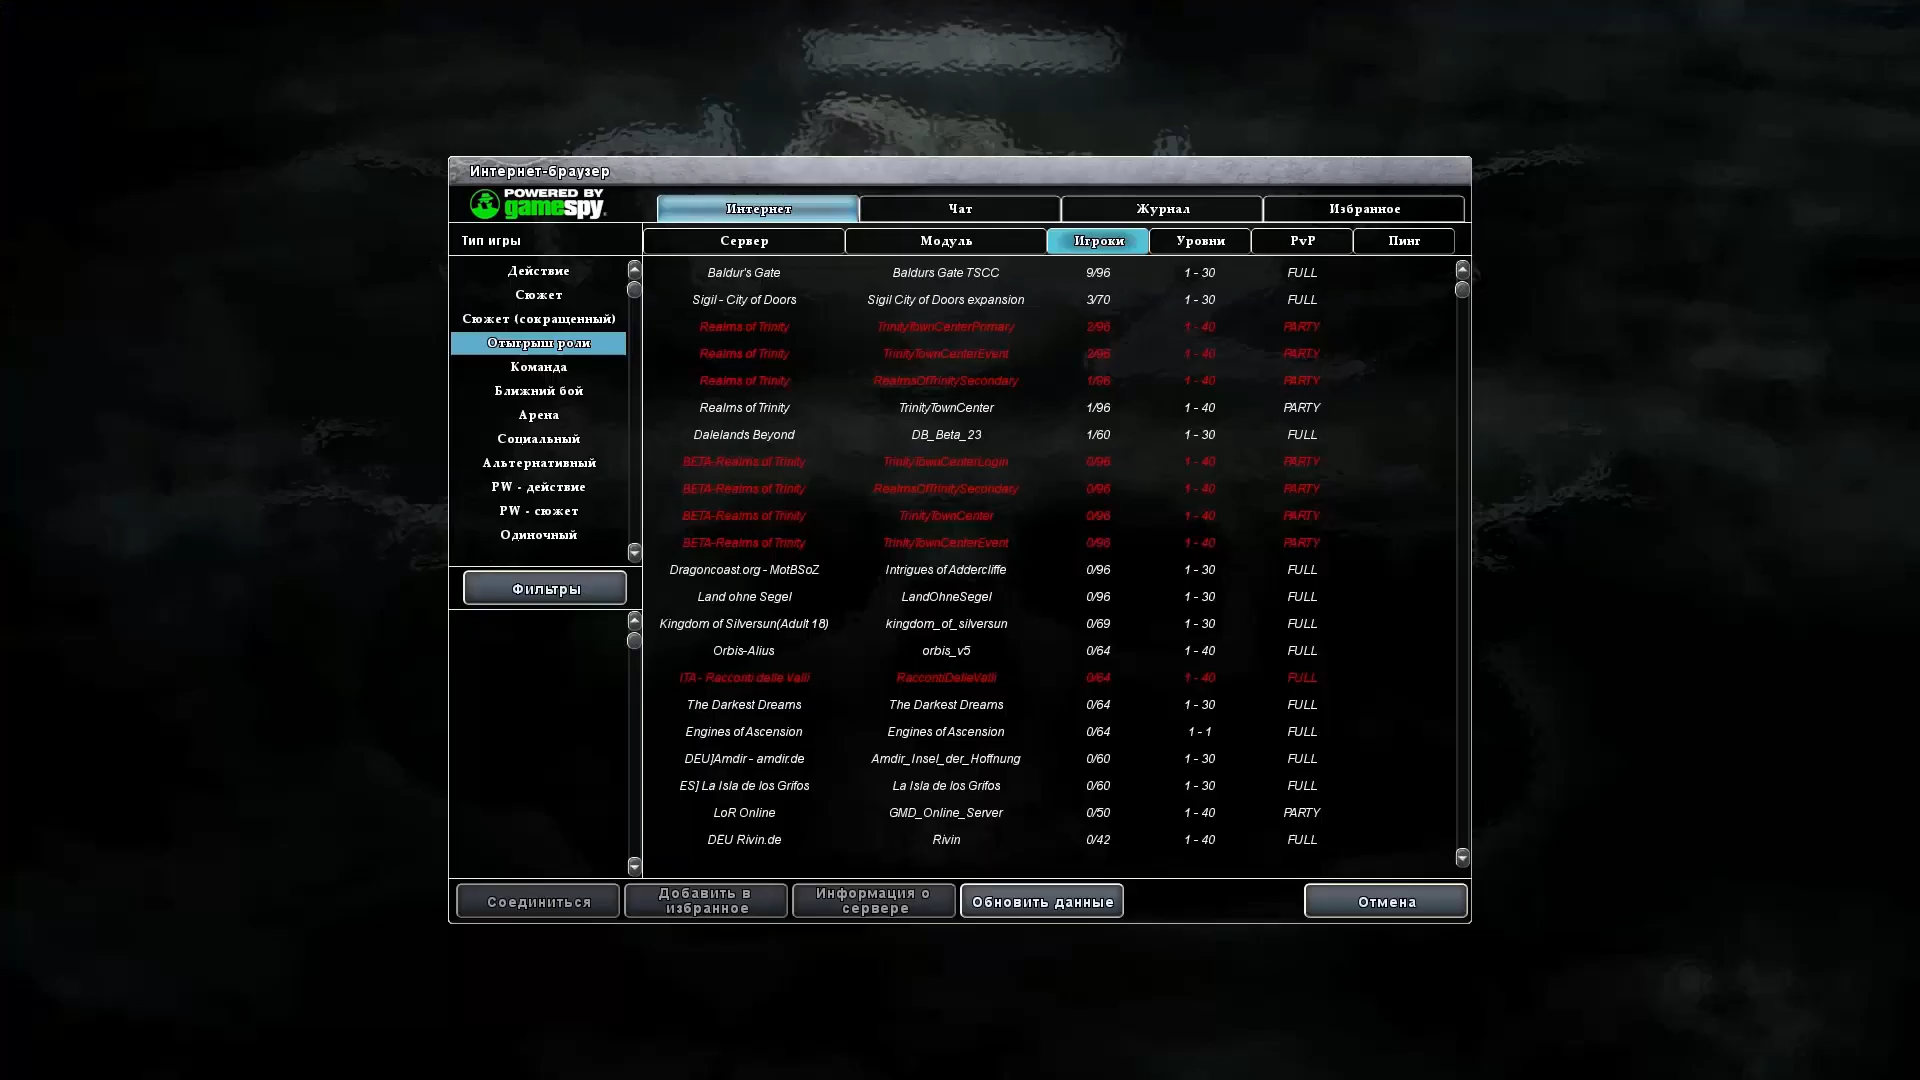 Интернет-браузер
POWERED BY
gamespy
Интернет Чат Журнал Избранное
Тип игры
Сервер Модуль Игроки Уровни PvP Пинг
Действие
Сюжет
Сюжет (сокращенный)
Отыгрыш роли
Команда
Ближний бой
Арена
Социальный
Альтернативный
PW - действие
PW - сюжет
Одиночный
Фильтры
Baldur's Gate Baldurs Gate TSCC 9/96 1 - 30 FULL
Sigil - City of Doors Sigil City of Doors expansion 3/70 1 - 30 FULL
Realms of Trinity TrinityTownCenterPrimary 2/96 1 - 40 PARTY
Realms of Trinity TrinityTownCenterEvent 2/96 1 - 40 PARTY
Realms of Trinity RealmsOfTrinitySecondary 1/96 1 - 40 PARTY
Realms of Trinity TrinityTownCenter 1/96 1 - 40 PARTY
Dalelands Beyond DB_Beta_23 1/60 1 - 30 FULL
BETA-Realms of Trinity TrinityTownCenterLogin 0/96 1 - 40 PARTY
BETA-Realms of Trinity RealmsOfTrinitySecondary 0/96 1 - 40 PARTY
BETA-Realms of Trinity TrinityTownCenter 0/96 1 - 40 PARTY
BETA-Realms of Trinity TrinityTownCenterEvent 0/96 1 - 40 PARTY
Dragoncoast.org - MotBSoZ Intrigues of Addercliffe 0/96 1 - 30 FULL
Land ohne Segel LandOhneSegel 0/96 1 - 30 FULL
Kingdom of Silversun(Adult 18) kingdom_of_silversun 0/69 1 - 30 FULL
Orbis-Alius orbis_v5 0/64 1 - 40 FULL
ITA - Racconti delle Valli RaccontiDelleValli 0/64 1 - 40 FULL
The Darkest Dreams The Darkest Dreams 0/64 1 - 30 FULL
Engines of Ascension Engines of Ascension 0/64 1 - 1 FULL
DEU]Amdir - amdir.de Amdir_Insel_der_Hoffnung 0/60 1 - 30 FULL
ES] La Isla de los Grifos La Isla de los Grifos 0/60 1 - 30 FULL
LoR Online GMD_Online_Server 0/50 1 - 40 PARTY
DEU Rivin.de Rivin 0/42 1 - 40 FULL
Соединиться
Добавить в
избранное
Информация о
сервере
Обновить данные
Отмена